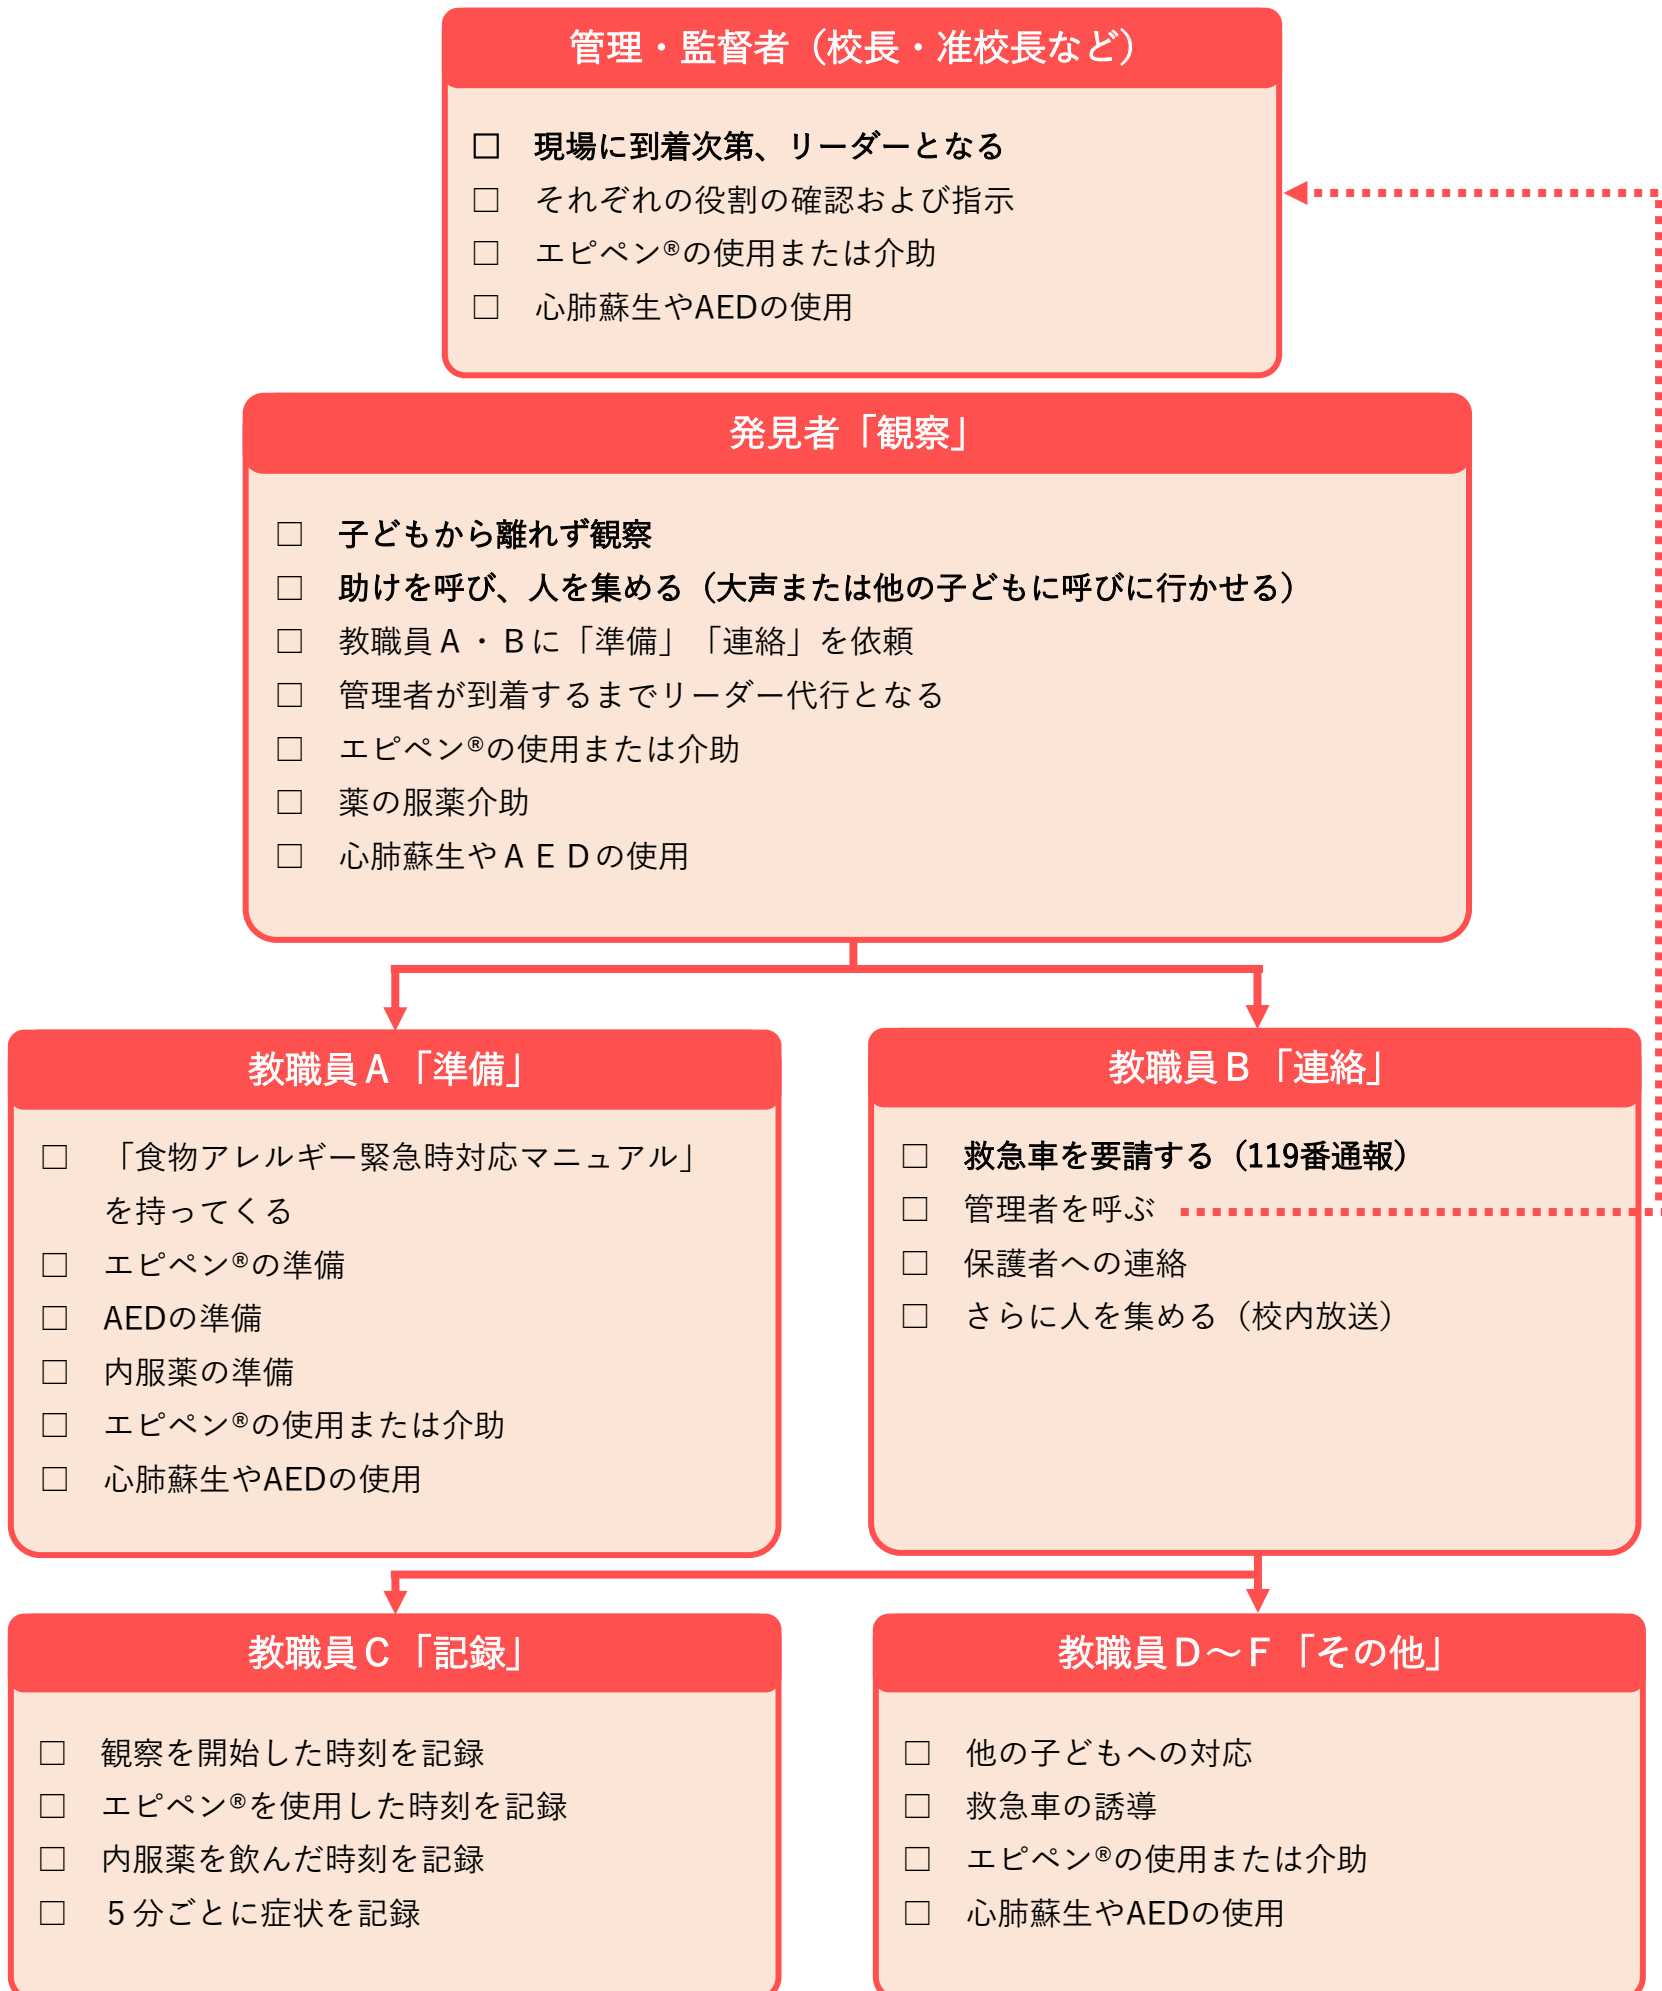 管理・監督者（校長・准校長など）
□ 現場に到着次第、リーダーとなる
□ それぞれの役割の確認および指示
□ エピペン®の使用または介助
□ 心肺蘇生やAEDの使用
発見者「観察」
□ 子どもから離れず観察
□ 助けを呼び、人を集める（大声または他の子どもに呼びに行かせる）
□ 教職員Ａ・Ｂに「準備」「連絡」を依頼
□ 管理者が到着するまでリーダー代行となる
□ エピペン®の使用または介助
□ 薬の服薬介助
□ 心肺蘇生やＡＥＤの使用
教職員Ａ「準備」
□ 「食物アレルギー緊急時対応マニュアル」
を持ってくる
□ エピペン®の準備
□ AEDの準備
□ 内服薬の準備
□ エピペン®の使用または介助
□ 心肺蘇生やAEDの使用
教職員Ｂ「連絡」
□ 救急車を要請する（119番通報）
□ 管理者を呼ぶ
□ 保護者への連絡
□ さらに人を集める（校内放送）
教職員Ｃ「記録」
□ 観察を開始した時刻を記録
□ エピペン®を使用した時刻を記録
□ 内服薬を飲んだ時刻を記録
□ ５分ごとに症状を記録
教職員Ｄ～Ｆ「その他」
□ 他の子どもへの対応
□ 救急車の誘導
□ エピペン®の使用または介助
□ 心肺蘇生やAEDの使用